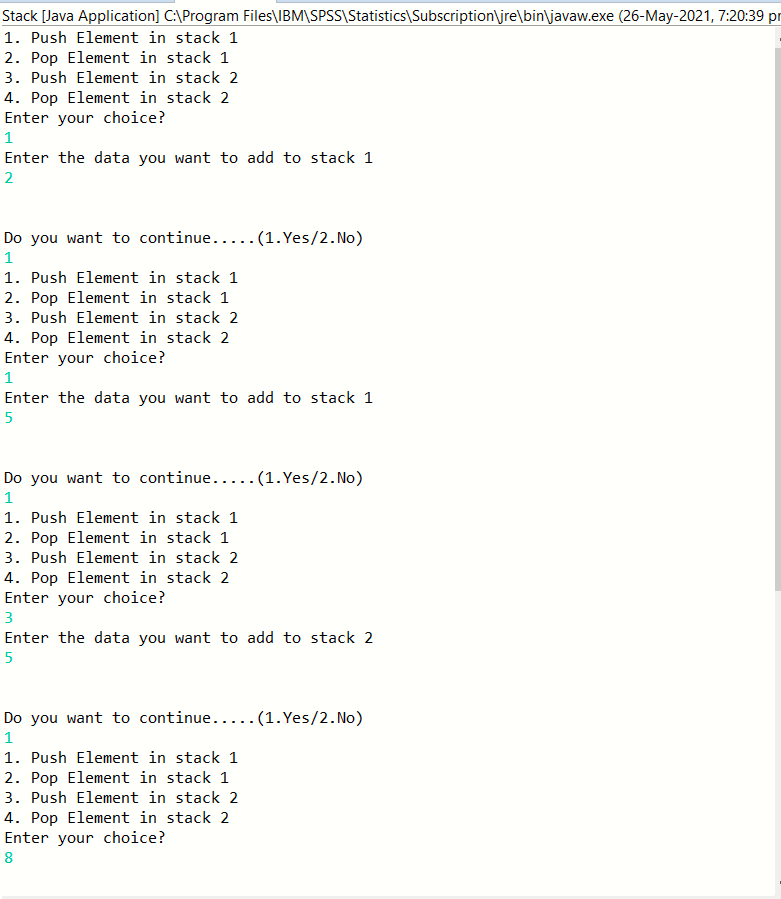 Stack [Java Application] C:\Program Files\IBM\SPSS\Statistics\Subscription\jre\bin\javaw.exe (26-May-2021, 7:20:39 pr
1. Push Element in stack 1
2. Pop Element in stack 1
3. Push Element in stack 2
4. Pop Element in stack 2
Enter your choice?
1
Enter the data you want to add to stack 1
2
Do you want to continue.....(1.Yes/2.No)
1
1. Push Element in stack 1
2. Pop Element in stack 1
3. Push Element in stack 2
4. Pop Element in stack 2
Enter your choice?
1
Enter the data you want to add to stack 1
5
Do you want to continue.....(1.Yes/2.No)
1
1. Push Element in stack 1
2. Pop Element in stack 1
3. Push Element in stack 2
4. Pop Element in stack 2
Enter your choice?
3
Enter the data you want to add to stack 2
5
Do you want to continue.....(1.Yes/2.No)
1
1. Push Element in stack 1
2. Pop Element in stack 1
3. Push Element in stack 2
4. Pop Element in stack 2
Enter your choice?
8